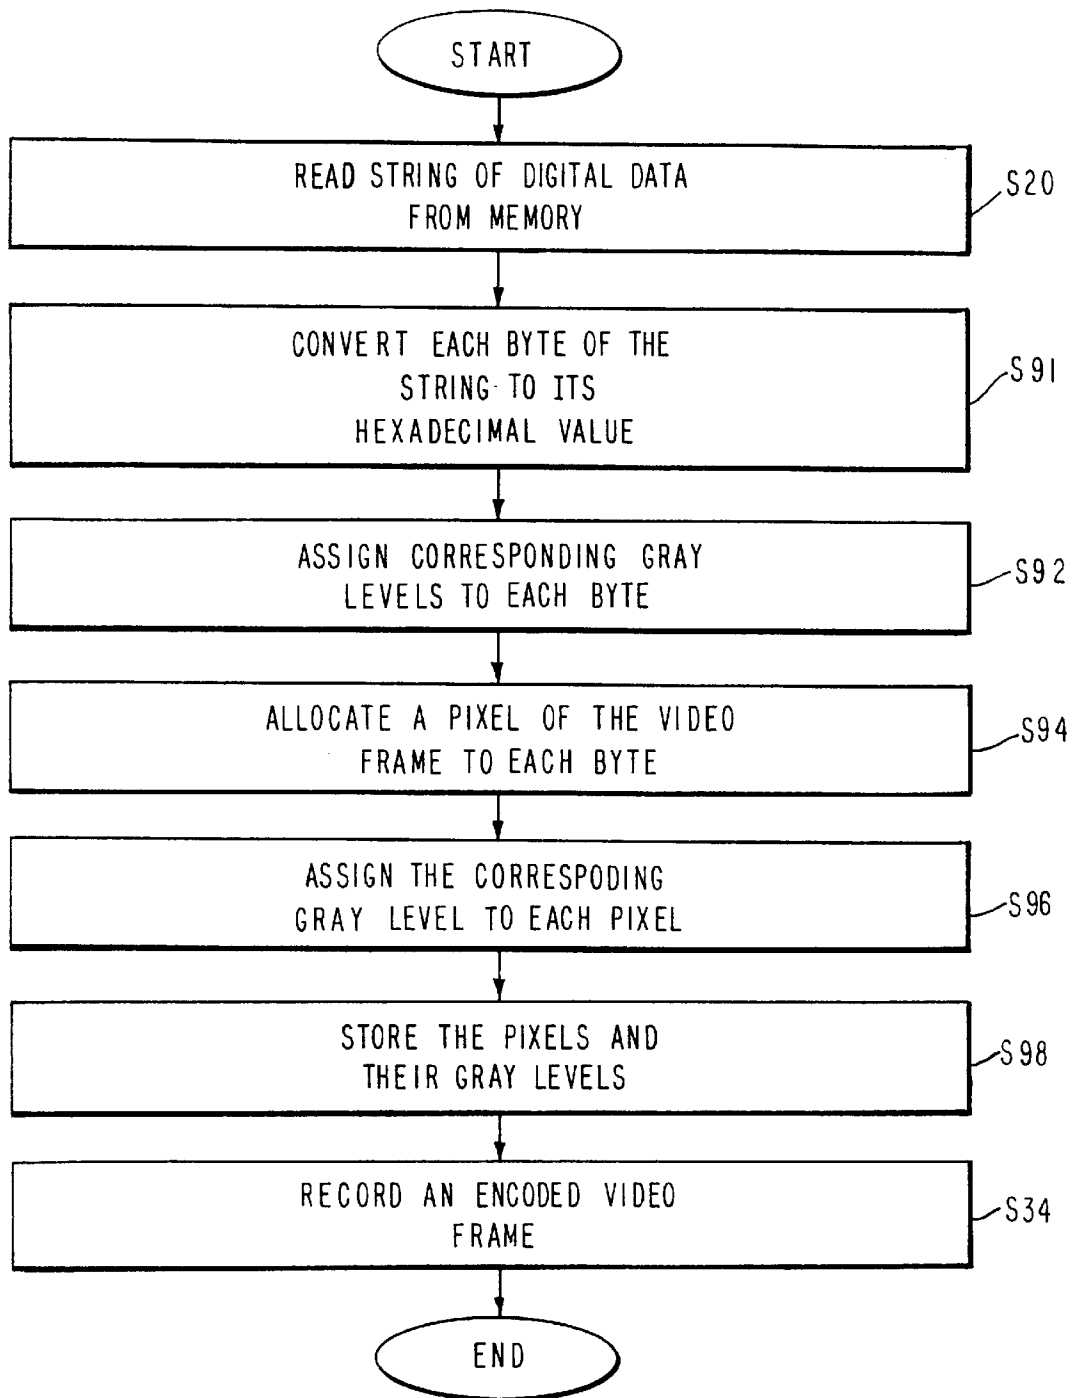 START
READ STRING OF DIGITAL DATA
FROM MEMORY
S20
CONVERT EACH BYTE OF THE
STRING TO ITS
HEXADECIMAL VALUE
S91
ASSIGN CORRESPONDING GRAY
LEVELS TO EACH BYTE
S92
ALLOCATE A PIXEL OF THE VIDEO
FRAME TO EACH BYTE
S94
ASSIGN THE CORRESPODING
GRAY LEVEL TO EACH PIXEL
S96
STORE THE PIXELS AND
THEIR GRAY LEVELS
S98
RECORD AN ENCODED VIDEO
FRAME
S34
END